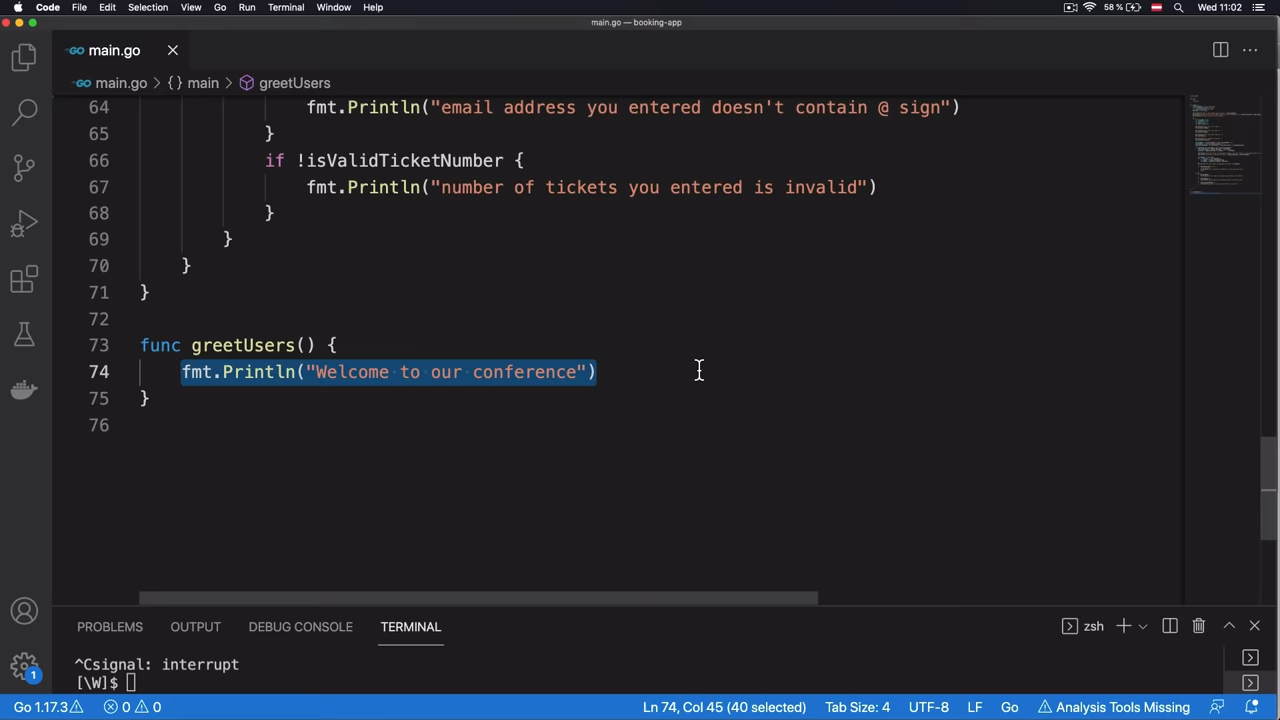 Code File Edit Selection View Go Run Terminal Window Help 58 % Wed 11:02
main.go — booking-app
GO main.go
GO main.go > {} main > greetUsers
64 fmt.Println("email address you entered doesn't contain @ sign")
65 }
66 if !isValidTicketNumber {
67 fmt.Println("number of tickets you entered is invalid")
68 }
69 }
70 }
71 }
72
73 func greetUsers() {
74 fmt.Println("Welcome to our conference")
75 }
76
PROBLEMS OUTPUT DEBUG CONSOLE TERMINAL zsh
^Csignal: interrupt
[\W]$
1
Go 1.17.3 0 0 Ln 74, Col 45 (40 selected) Tab Size: 4 UTF-8 LF Go Analysis Tools Missing